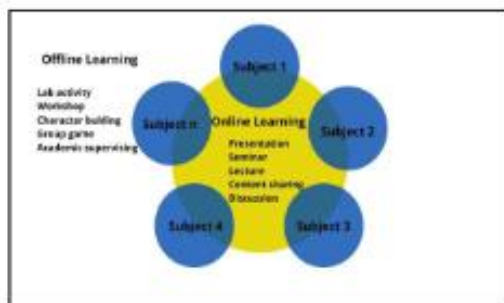 Offline Learning
Lab activity
Workshop
Character building
Group game
Academic supervising
Subject 1
Subject n
Subject 2
Online Learning
Presentation
Seminar
Lecture
Content sharing
Discussion
Subject 4
Subject 3